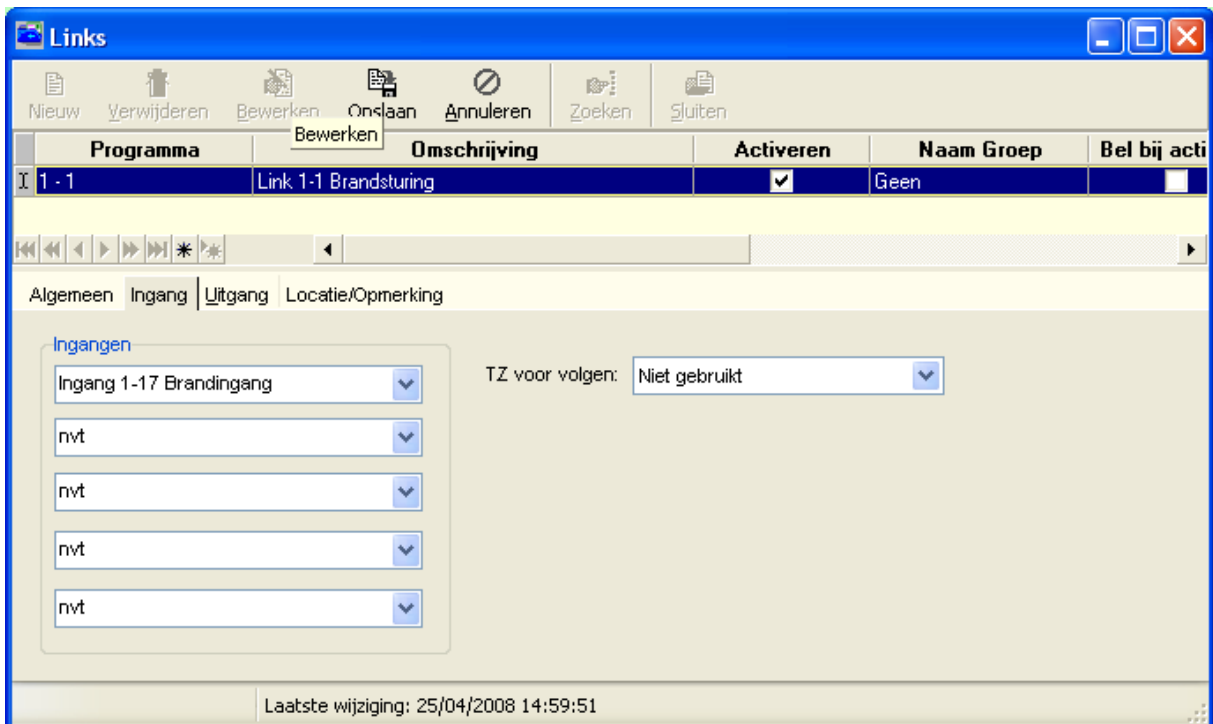 Links
Nieuw Verwijderen Bewerken Opslaan Annuleren Zoeken Sluiten
Bewerken
Programma Omschrijving Activeren Naam Groep Bel bij acti
1 - 1 Link 1-1 Brandsturing Geen
Algemeen Ingang Uitgang Locatie/Opmerking
Ingangen
Ingang 1-17 Brandingang
TZ voor volgen: Niet gebruikt
nvt
nvt
nvt
nvt
Laatste wijziging: 25/04/2008 14:59:51